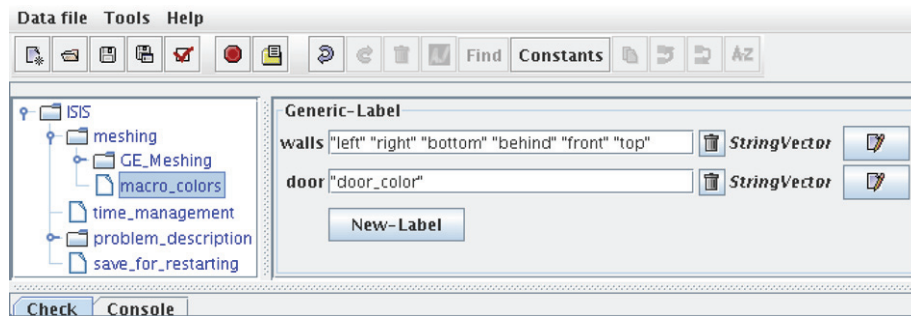 Data file Tools Help
Find Constants A-Z
ISIS
meshing
GE_Meshing
macro_colors
time_management
problem_description
save_for_restarting
Generic-Label
walls "left" "right" "bottom" "behind" "front" "top" StringVector
door "door_color" StringVector
New-Label
Check Console